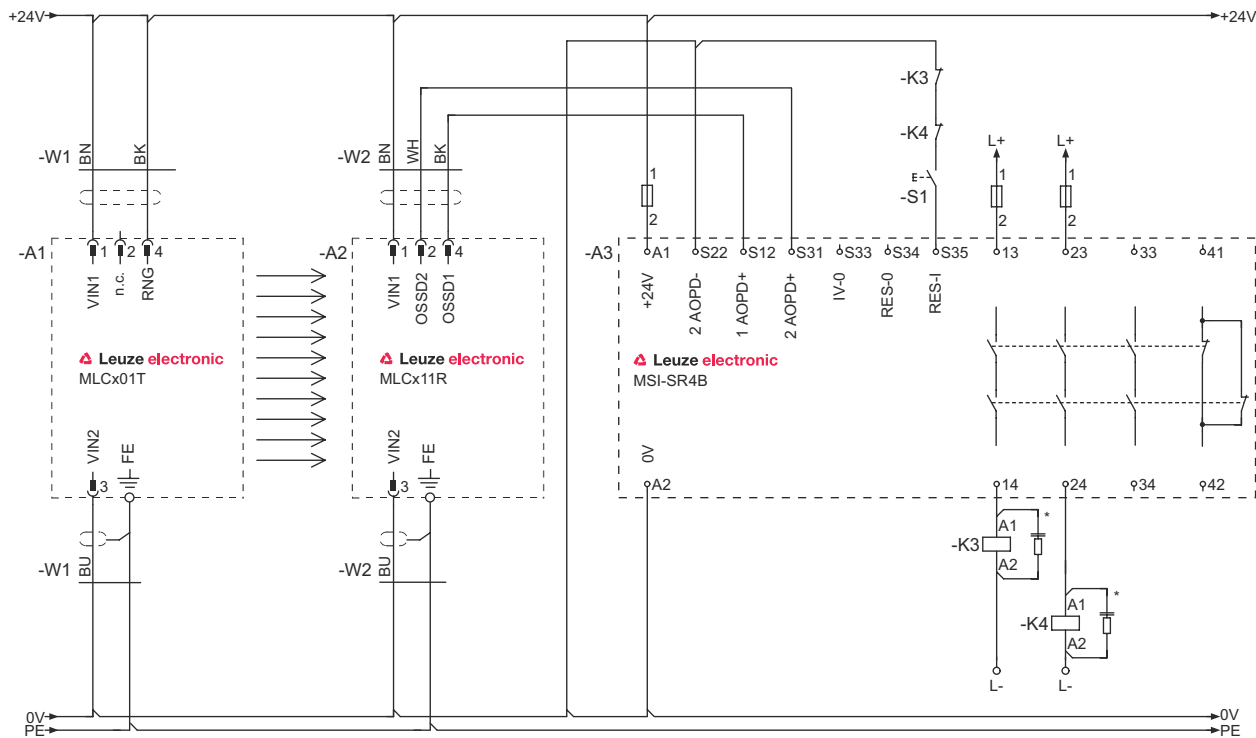 +24V
+24V
-K3
-K4
-S1
L+
L+
1
2
1
2
1
2
-W1
BN
BK
-W2
BN
WH
BK
-A1
1
2
4
VIN1
n.c.
RNG
Leuze electronic
MLCx01T
VIN2
FE
3
-W1
BU
-A2
1
2
4
VIN1
OSSD2
OSSD1
Leuze electronic
MLCx11R
VIN2
FE
3
-W2
BU
-A3
A1
S22
S12
S31
S33
S34
S35
13
23
33
41
+24V
2 AOPD-
1 AOPD+
2 AOPD+
IV-0
RES-0
RES-I
Leuze electronic
MSI-SR4B
0V
A2
14
24
34
42
-K3
A1
A2
*
-K4
A1
A2
*
L-
L-
0V
0V
PE
PE